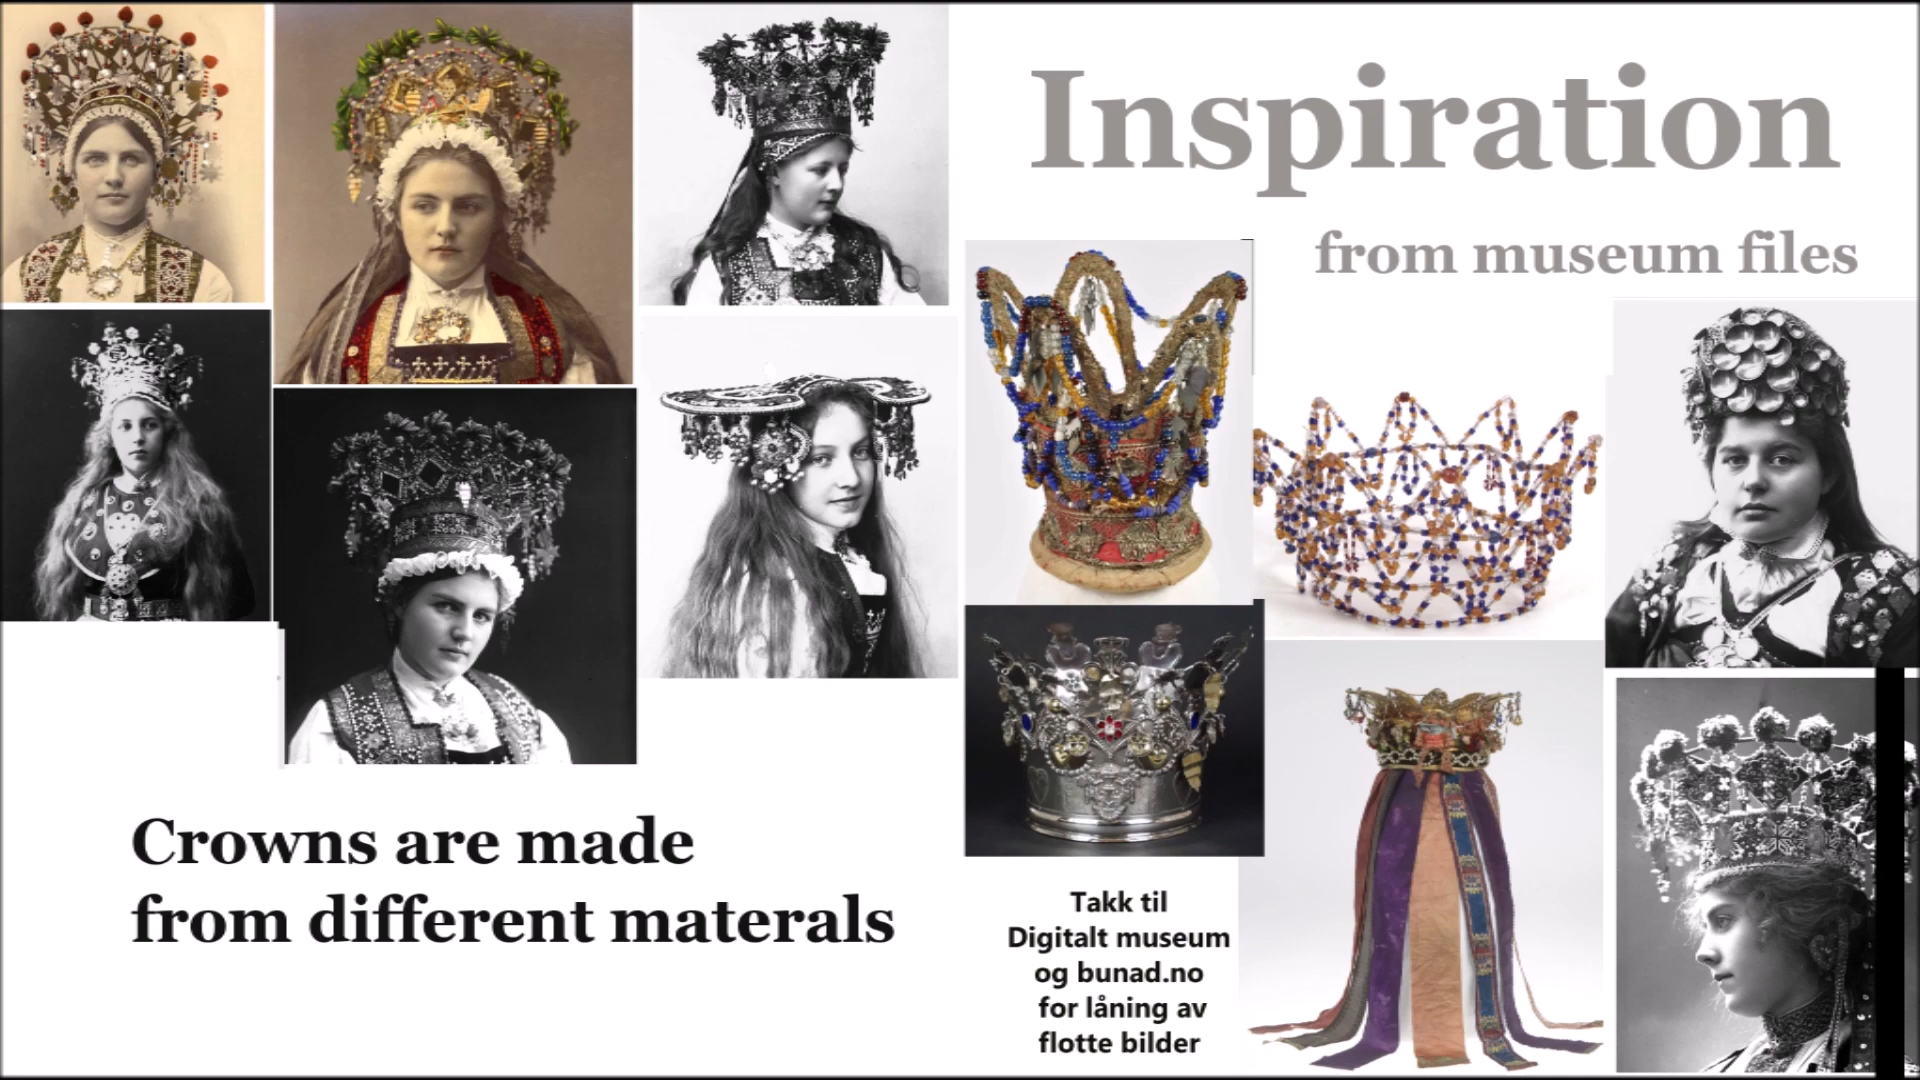 Inspiration
from museum files
Crowns are made
from different materals
Takk til
Digitalt museum
og bunad.no
for låning av
flotte bilder